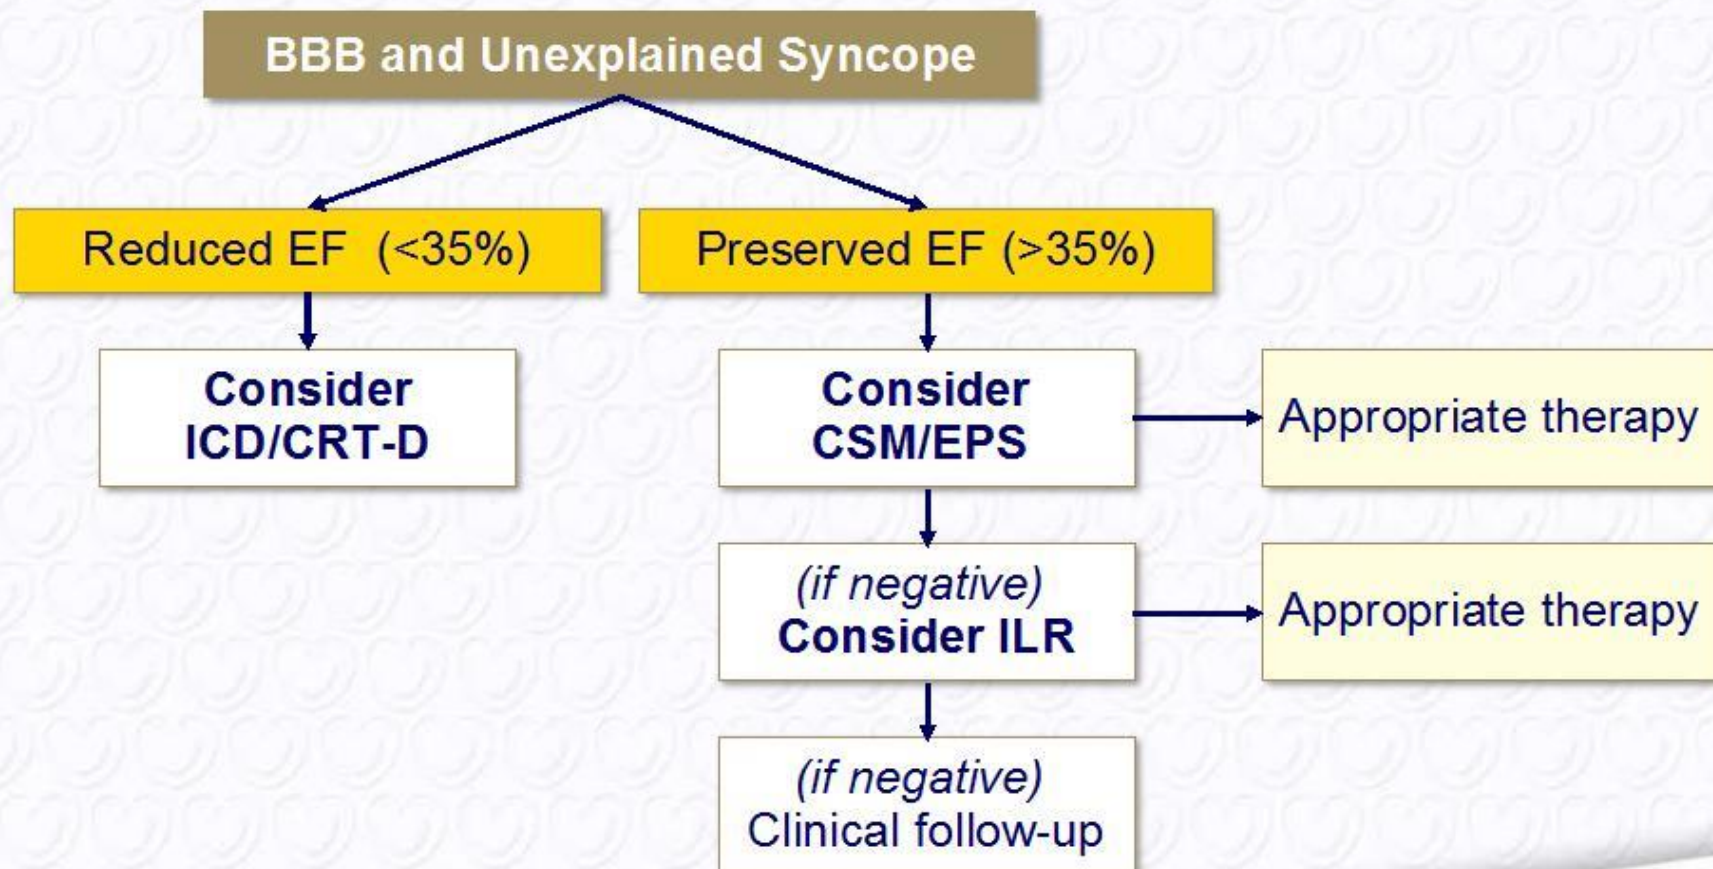 BBB and Unexplained Syncope
Reduced EF (<35%)
Preserved EF (>35%)
Consider
ICD/CRT-D
Consider
CSM/EPS
Appropriate therapy
(if negative)
Consider ILR
Appropriate therapy
(if negative)
Clinical follow-up